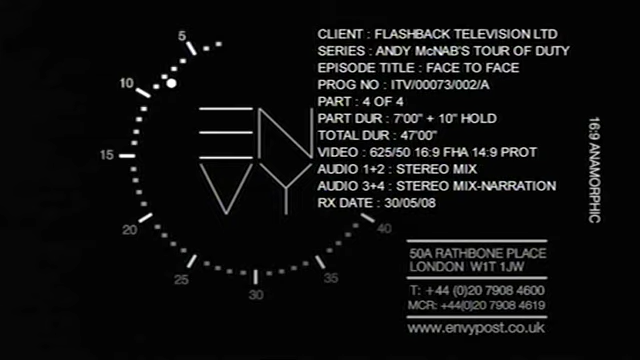 CLIENT : FLASHBACK TELEVISION LTD
SERIES : ANDY McNAB'S TOUR OF DUTY
EPISODE TITLE : FACE TO FACE
PROG NO : ITV/00073/002/A
PART : 4 OF 4
PART DUR : 7'00" + 10" HOLD
TOTAL DUR : 47'00"
VIDEO : 625/50 16:9 FHA 14:9 PROT
AUDIO 1+2 : STEREO MIX
AUDIO 3+4 : STEREO MIX-NARRATION
RX DATE : 30/05/08
16:9 ANAMORPHIC
5
10
15
20
25
30
35
40
ENVY
50A RATHBONE PLACE
LONDON W1T 1JW
T: +44 (0)20 7908 4600
MCR: +44(0)20 7908 4619
www.envypost.co.uk